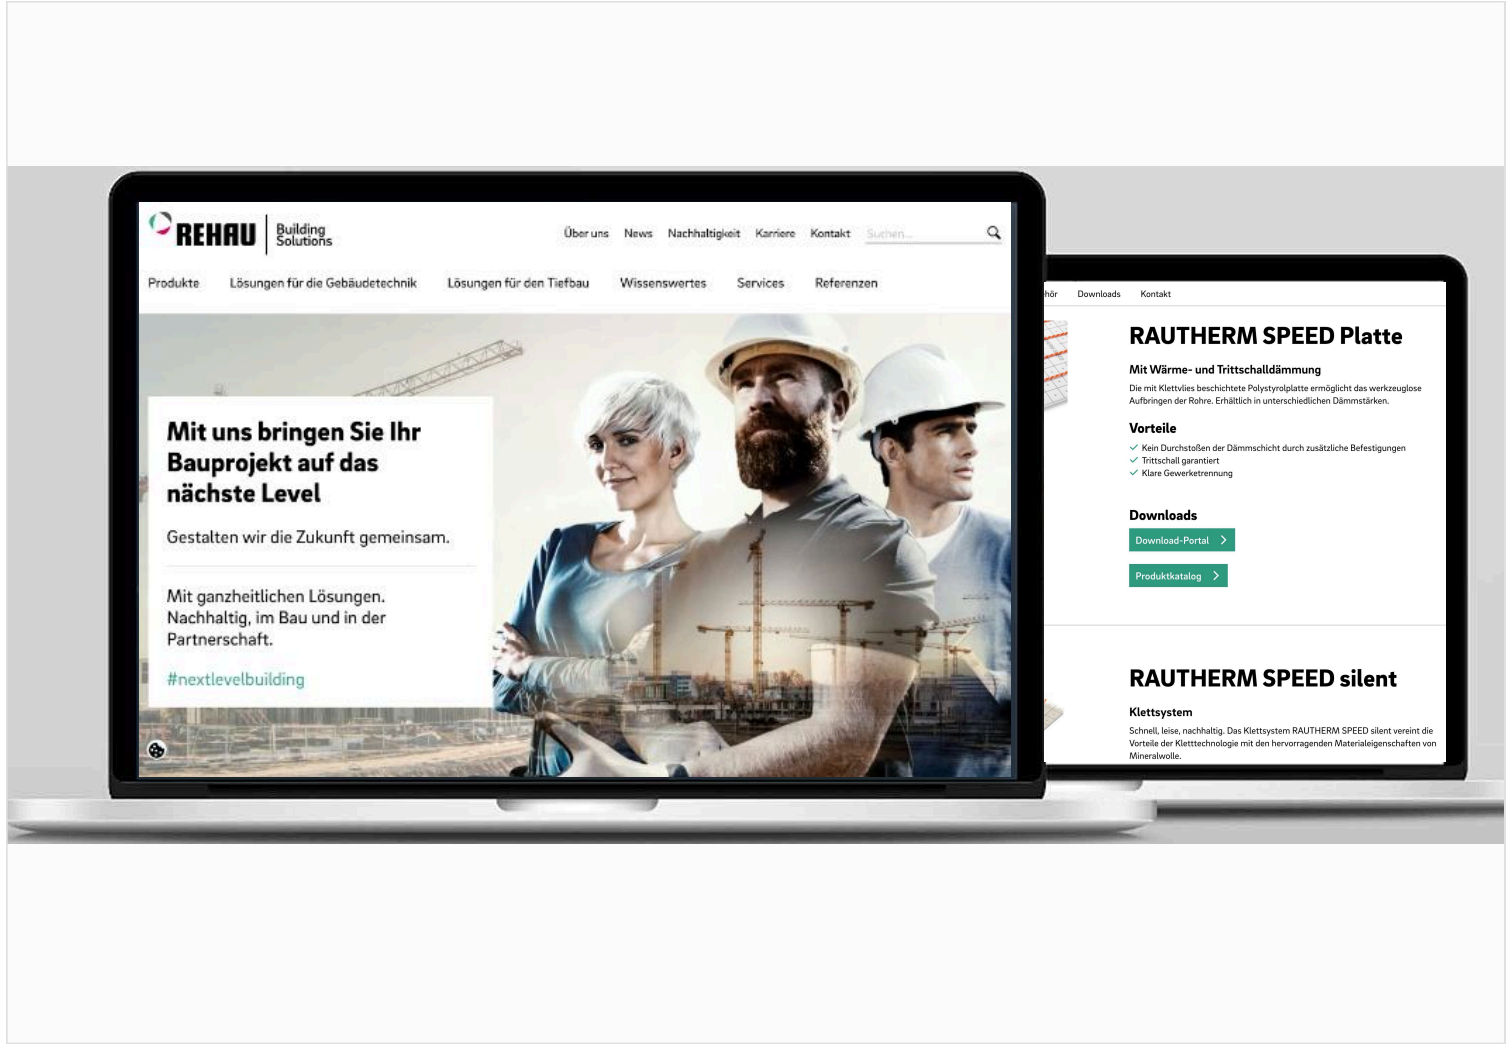 REHAU
Building
Solutions
Über uns News Nachhaltigkeit Karriere Kontakt Suchen...
Produkte Lösungen für die Gebäudetechnik Lösungen für den Tiefbau Wissenswertes Services Referenzen
Mit uns bringen Sie Ihr
Bauprojekt auf das
nächste Level
Gestalten wir die Zukunft gemeinsam.
Mit ganzheitlichen Lösungen.
Nachhaltig, im Bau und in der
Partnerschaft.
#nextlevelbuilding
Downloads Kontakt
RAUTHERM SPEED Platte
Mit Wärme- und Trittschalldämmung
Die mit Klettvlies beschichtete Polystyrolplatte ermöglicht das werkzeuglose
Aufbringen der Rohre. Erhältlich in unterschiedlichen Dämmstärken.
Vorteile
Kein Durchstoßen der Dämmschicht durch zusätzliche Befestigungen
Trittschall garantiert
Klare Gewerketrennung
Downloads
Download-Portal
Produktkatalog
RAUTHERM SPEED silent
Klettsystem
Schnell, leise, nachhaltig. Das Klettsystem RAUTHERM SPEED silent vereint die
Vorteile der Kletttechnologie mit den hervorragenden Materialeigenschaften von
Mineralwolle.